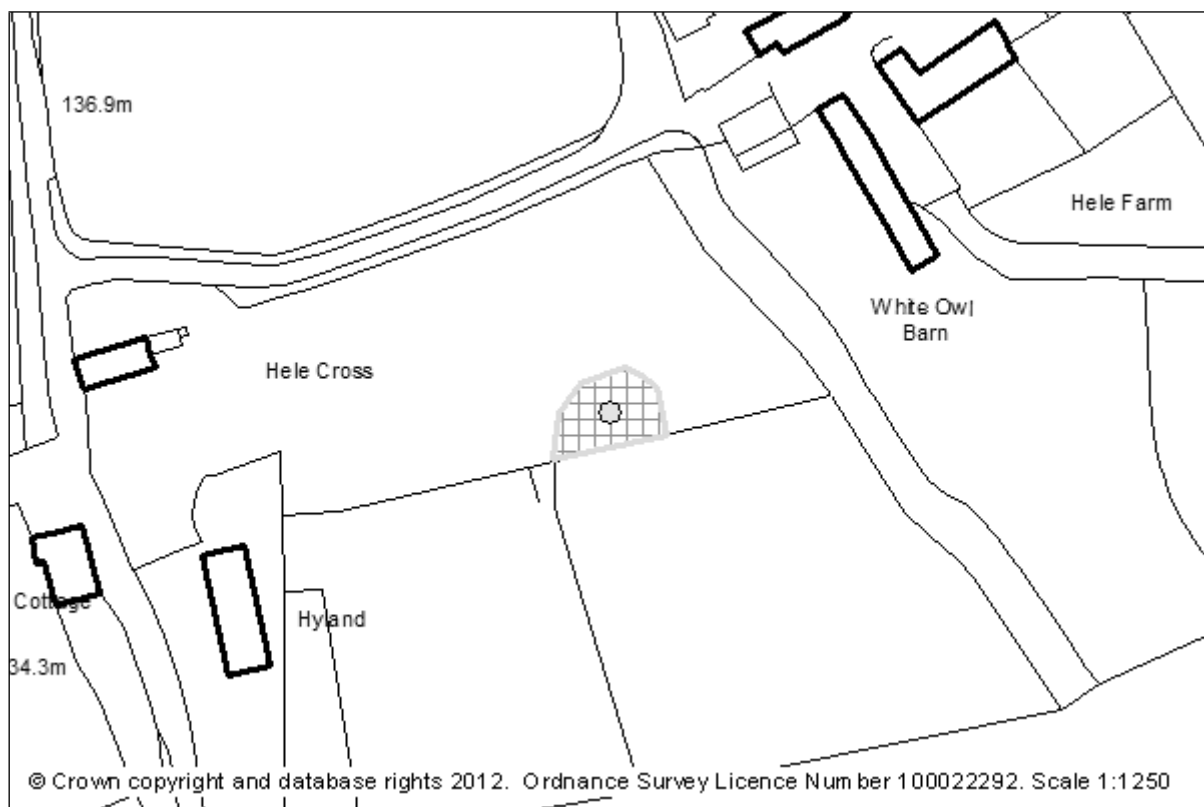 136.9m
Hele Farm
White Owl
Barn
Hele Cross
Cottage
Hyland
34.3m
© Crown copyright and database rights 2012. Ordnance Survey Licence Number 100022292. Scale 1:1250